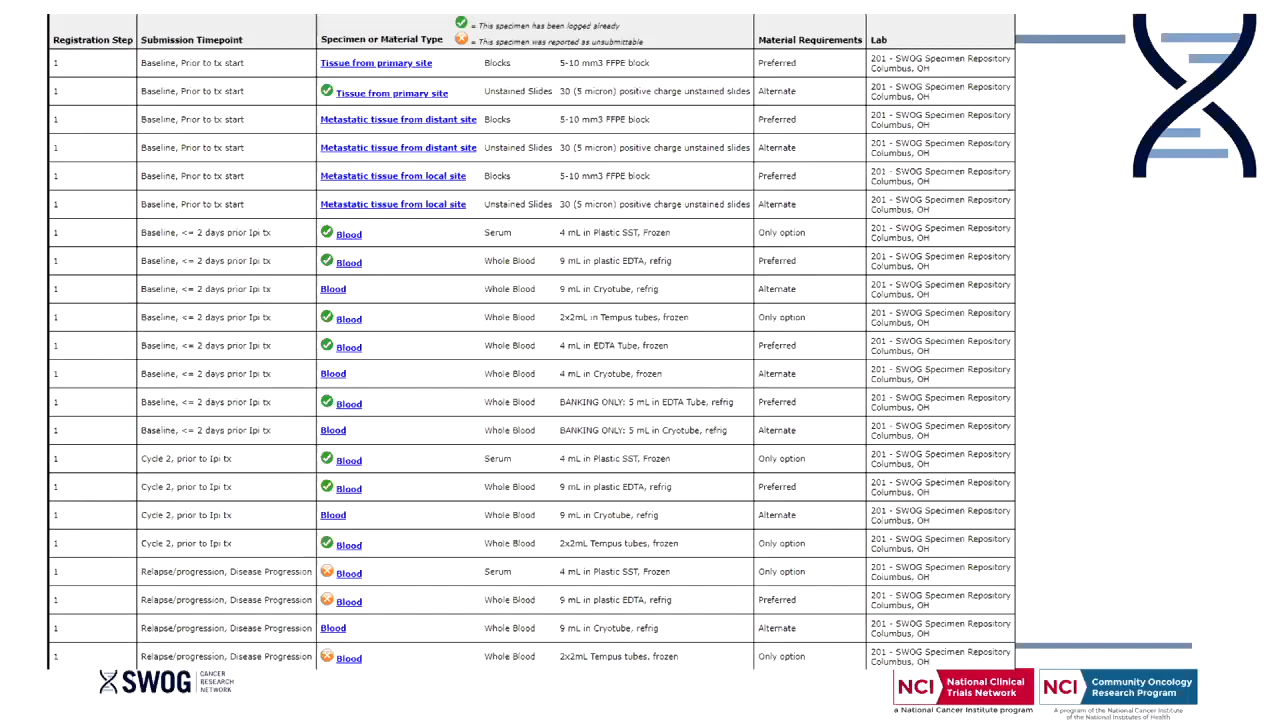 = This specimen has been logged already
Registration Step Submission Timepoint Specimen or Material Type = This specimen was reported as unsubmittable Material Requirements Lab
1 Baseline, Prior to tx start Tissue from primary site Blocks 5-10 mm3 FFPE block Preferred 201 - SWOG Specimen Repository
Columbus, OH
1 Baseline, Prior to tx start Tissue from primary site Unstained Slides 30 (5 micron) positive charge unstained slides Alternate 201 - SWOG Specimen Repository
Columbus, OH
1 Baseline, Prior to tx start Metastatic tissue from distant site Blocks 5-10 mm3 FFPE block Preferred 201 - SWOG Specimen Repository
Columbus, OH
1 Baseline, Prior to tx start Metastatic tissue from distant site Unstained Slides 30 (5 micron) positive charge unstained slides Alternate 201 - SWOG Specimen Repository
Columbus, OH
1 Baseline, Prior to tx start Metastatic tissue from local site Blocks 5-10 mm3 FFPE block Preferred 201 - SWOG Specimen Repository
Columbus, OH
1 Baseline, Prior to tx start Metastatic tissue from local site Unstained Slides 30 (5 micron) positive charge unstained slides Alternate 201 - SWOG Specimen Repository
Columbus, OH
1 Baseline, <= 2 days prior Ipi tx Blood Serum 4 mL in Plastic SST, Frozen Only option 201 - SWOG Specimen Repository
Columbus, OH
1 Baseline, <= 2 days prior Ipi tx Blood Whole Blood 9 mL in plastic EDTA, refrig Preferred 201 - SWOG Specimen Repository
Columbus, OH
1 Baseline, <= 2 days prior Ipi tx Blood Whole Blood 9 mL in Cryotube, refrig Alternate 201 - SWOG Specimen Repository
Columbus, OH
1 Baseline, <= 2 days prior Ipi tx Blood Whole Blood 2x2mL in Tempus tubes, frozen Only option 201 - SWOG Specimen Repository
Columbus, OH
1 Baseline, <= 2 days prior Ipi tx Blood Whole Blood 4 mL in EDTA Tube, frozen Preferred 201 - SWOG Specimen Repository
Columbus, OH
1 Baseline, <= 2 days prior Ipi tx Blood Whole Blood 4 mL in Cryotube, frozen Alternate 201 - SWOG Specimen Repository
Columbus, OH
1 Baseline, <= 2 days prior Ipi tx Blood Whole Blood BANKING ONLY: 5 mL in EDTA Tube, refrig Preferred 201 - SWOG Specimen Repository
Columbus, OH
1 Baseline, <= 2 days prior Ipi tx Blood Whole Blood BANKING ONLY: 5 mL in Cryotube, refrig Alternate 201 - SWOG Specimen Repository
Columbus, OH
1 Cycle 2, prior to Ipi tx Blood Serum 4 mL in Plastic SST, Frozen Only option 201 - SWOG Specimen Repository
Columbus, OH
1 Cycle 2, prior to Ipi tx Blood Whole Blood 9 mL in plastic EDTA, refrig Preferred 201 - SWOG Specimen Repository
Columbus, OH
1 Cycle 2, prior to Ipi tx Blood Whole Blood 9 mL in Cryotube, refrig Alternate 201 - SWOG Specimen Repository
Columbus, OH
1 Cycle 2, prior to Ipi tx Blood Whole Blood 2x2mL Tempus tubes, frozen Only option 201 - SWOG Specimen Repository
Columbus, OH
1 Relapse/progression, Disease Progression Blood Serum 4 mL in Plastic SST, Frozen Only option 201 - SWOG Specimen Repository
Columbus, OH
1 Relapse/progression, Disease Progression Blood Whole Blood 9 mL in plastic EDTA, refrig Preferred 201 - SWOG Specimen Repository
Columbus, OH
1 Relapse/progression, Disease Progression Blood Whole Blood 9 mL in Cryotube, refrig Alternate 201 - SWOG Specimen Repository
Columbus, OH
1 Relapse/progression, Disease Progression Blood Whole Blood 2x2mL Tempus tubes, frozen Only option 201 - SWOG Specimen Repository
Columbus, OH
SWOG
CANCER
RESEARCH
NETWORK
NCI National Clinical
Trials Network
a National Cancer Institute program
NCI Community Oncology
Research Program
A program of the National Cancer Institute
of the National Institutes of Health